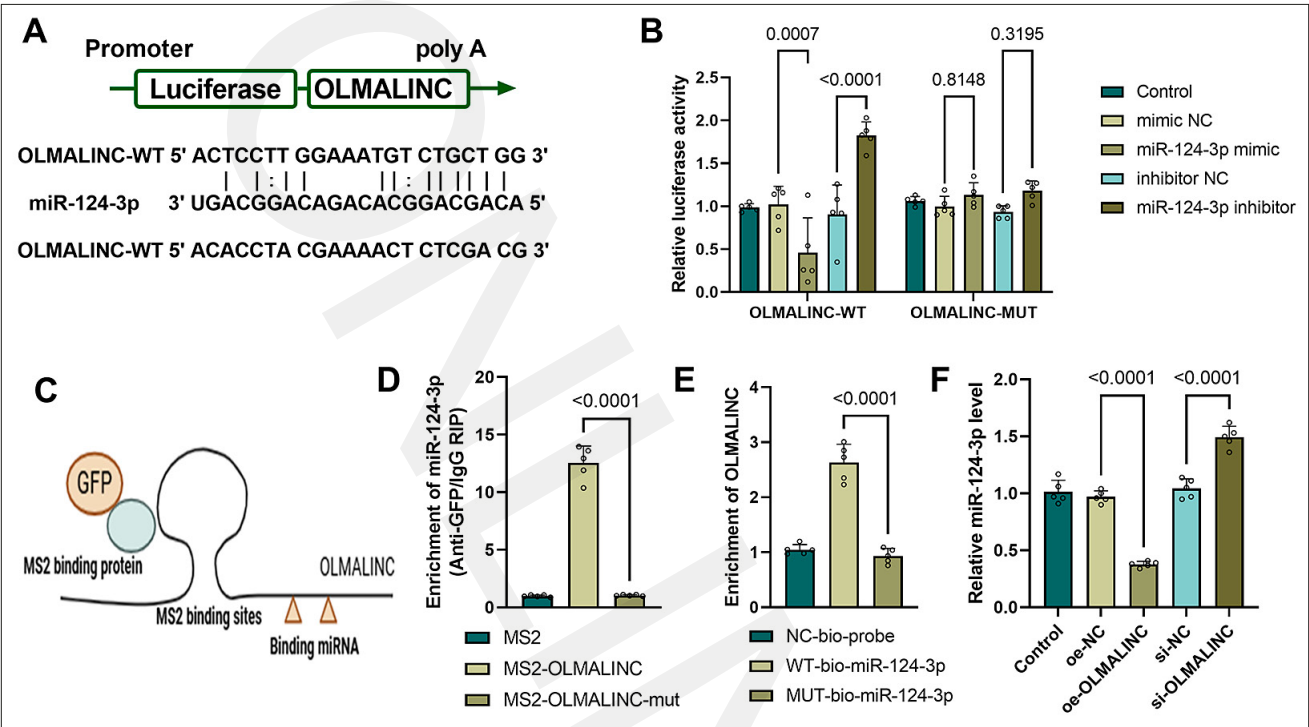 A
Promoter poly A
Luciferase OLMALINC
OLMALINC-WT 5' ACTCCTT GGAAATGT CTGCT GG 3'
miR-124-3p 3' UGACGGACAGACACGGACGACA 5'
OLMALINC-WT 5' ACACCTA CGAAAACT CTCGA CG 3'
B
Relative luciferase activity
2.5
2.0
1.5
1.0
0.5
0.0
0.0007
<0.0001
0.8148
0.3195
OLMALINC-WT OLMALINC-MUT
Control
mimic NC
miR-124-3p mimic
inhibitor NC
miR-124-3p inhibitor
C
GFP
MS2 binding protein
MS2 binding sites
OLMALINC
Binding miRNA
D
Enrichment of miR-124-3p
(Anti-GFP/IgG RIP)
20
15
10
5
0
<0.0001
MS2
MS2-OLMALINC
MS2-OLMALINC-mut
E
Enrichment of OLMALINC
4
3
2
1
0
<0.0001
NC-bio-probe
WT-bio-miR-124-3p
MUT-bio-miR-124-3p
F
Relative miR-124-3p level
2.0
1.5
1.0
0.5
0.0
<0.0001 <0.0001
Control
oe-NC
oe-OLMALINC
si-NC
si-OLMALINC